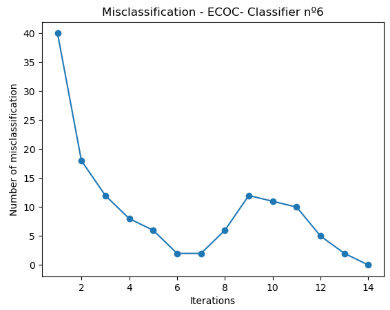 Misclassification - ECOC- Classifier nº6
Number of misclassification
40
35
30
25
20
15
10
5
0
2 4 6 8 10 12 14
Iterations